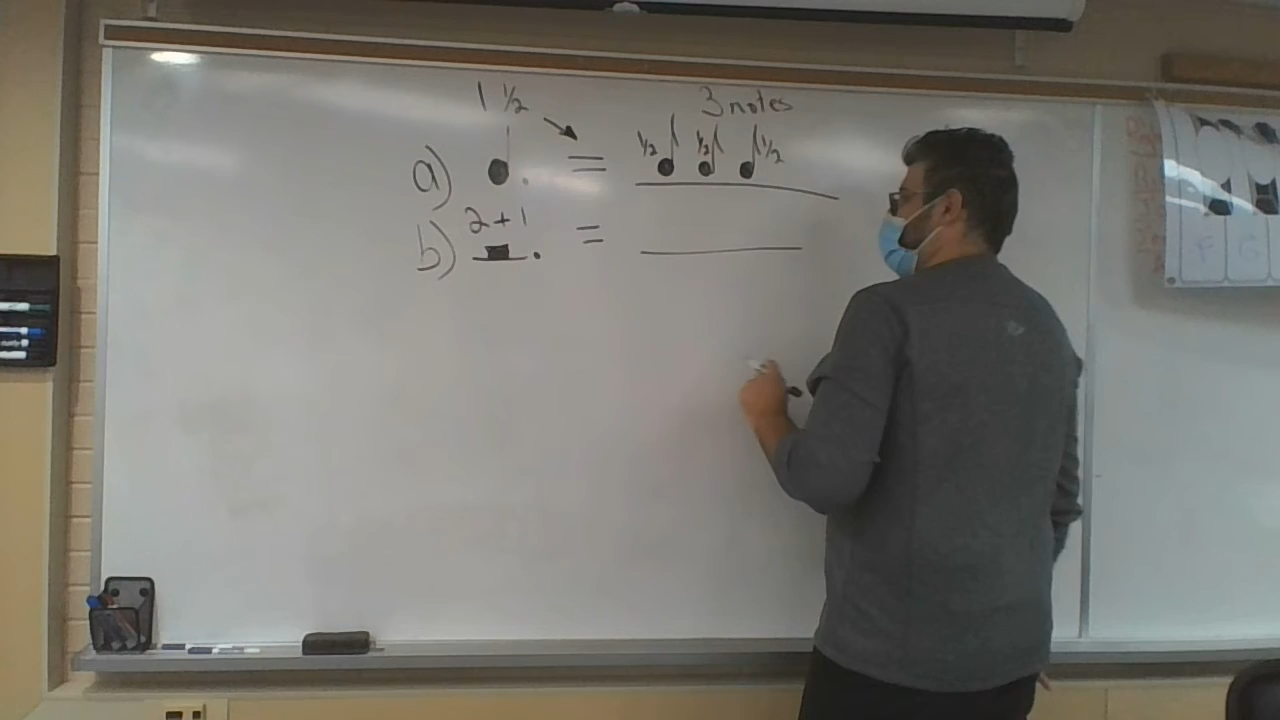 1 ½ 3 notes
a) = ½ ½ ½
2+1
b) =
F G